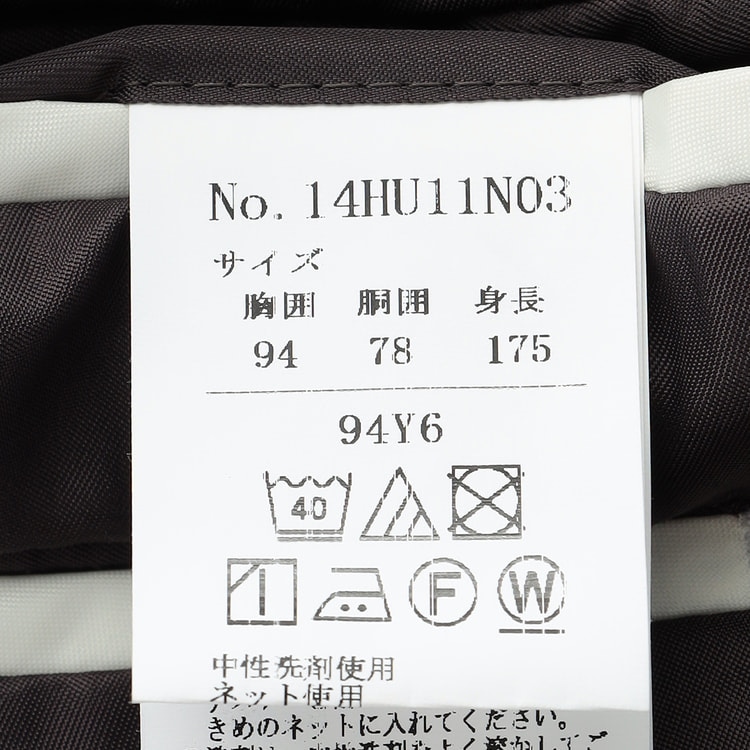 No. 14HU11N03
サイズ
胸囲 胴囲 身長
94 78 175
94Y6
40
F W
中性洗剤使用
ネット使用
きめのネットに入れてください。